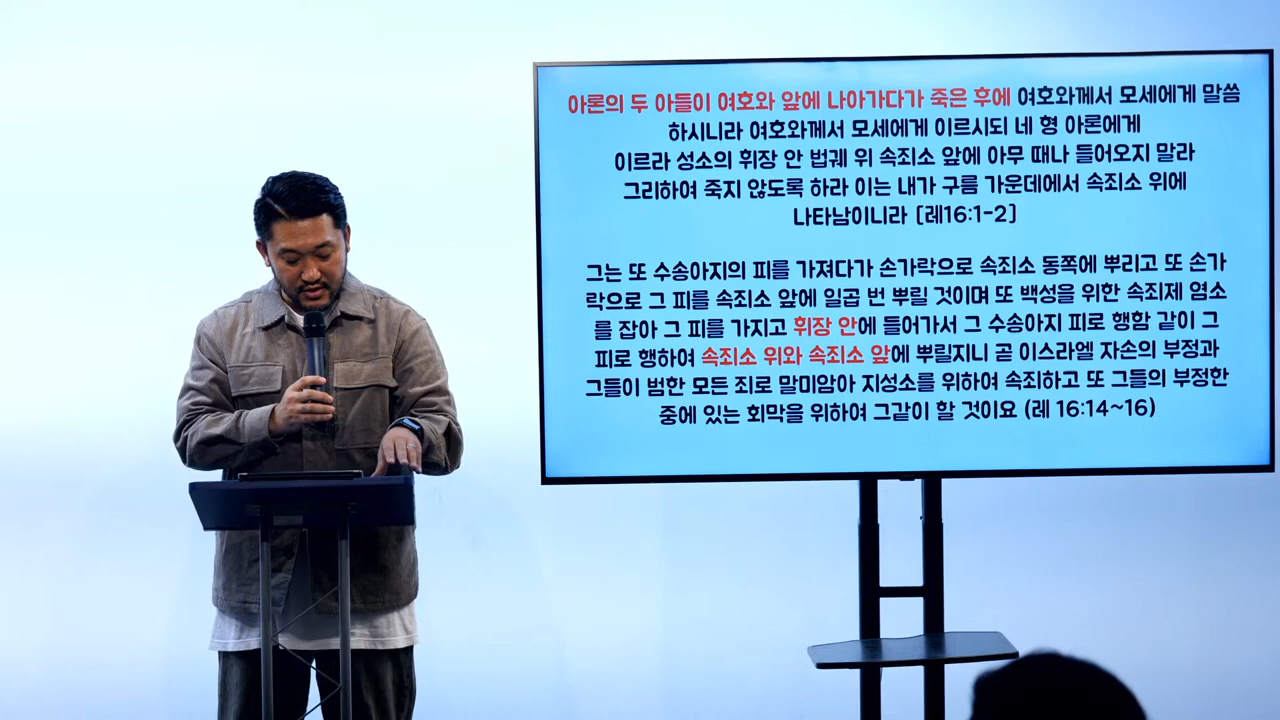 아론의 두 아들이 여호와 앞에 나아가다가 죽은 후에 여호와께서 모세에게 말씀
하시니라 여호와께서 모세에게 이르시되 네 형 아론에게
이르라 성소의 휘장 안 법궤 위 속죄소 앞에 아무 때나 들어오지 말라
그리하여 죽지 않도록 하라 이는 내가 구름 가운데에서 속죄소 위에
나타남이니라 [레16:1-2]
그는 또 수송아지의 피를 가져다가 손가락으로 속죄소 동쪽에 뿌리고 또 손가
락으로 그 피를 속죄소 앞에 일곱 번 뿌릴 것이며 또 백성을 위한 속죄제 염소
를 잡아 그 피를 가지고 휘장 안에 들어가서 그 수송아지 피로 행함 같이 그
피로 행하여 속죄소 위와 속죄소 앞에 뿌릴지니 곧 이스라엘 자손의 부정과
그들이 범한 모든 죄로 말미암아 지성소를 위하여 속죄하고 또 그들의 부정한
중에 있는 회막을 위하여 그같이 할 것이요 (레 16:14~16)